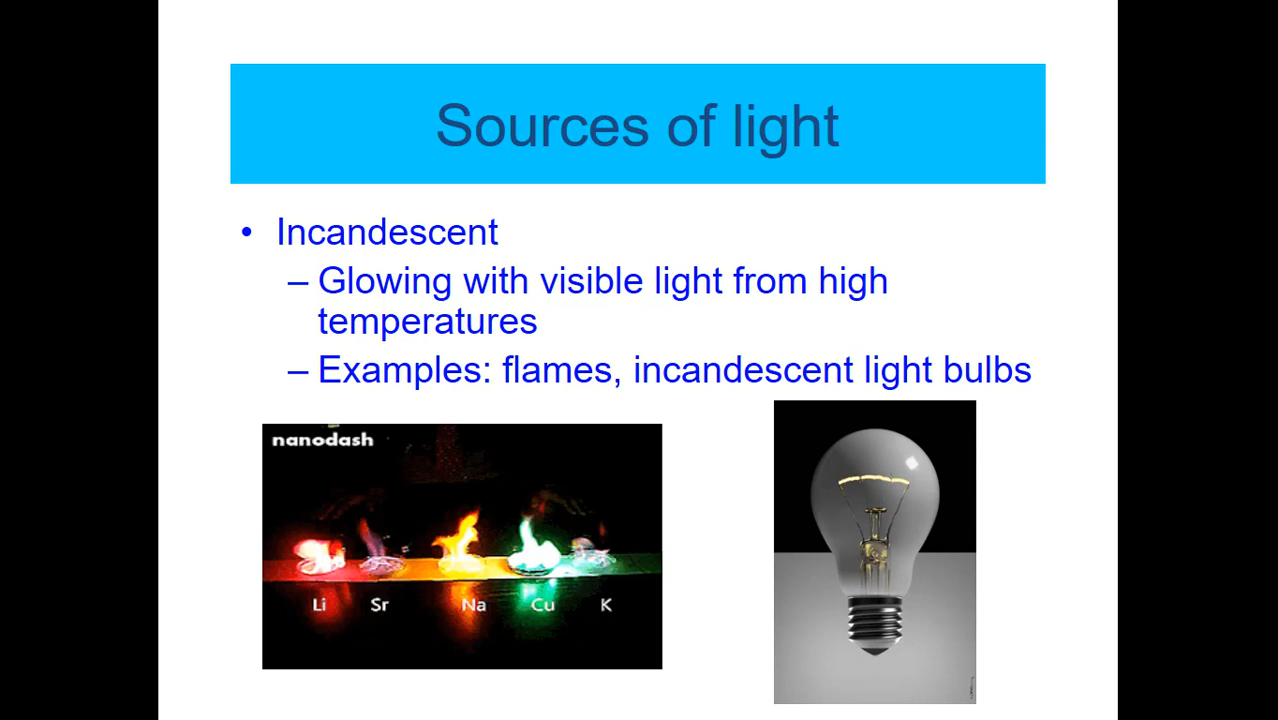 Sources of light
• Incandescent
– Glowing with visible light from high
temperatures
– Examples: flames, incandescent light bulbs
nanodash
Li Sr Na Cu K